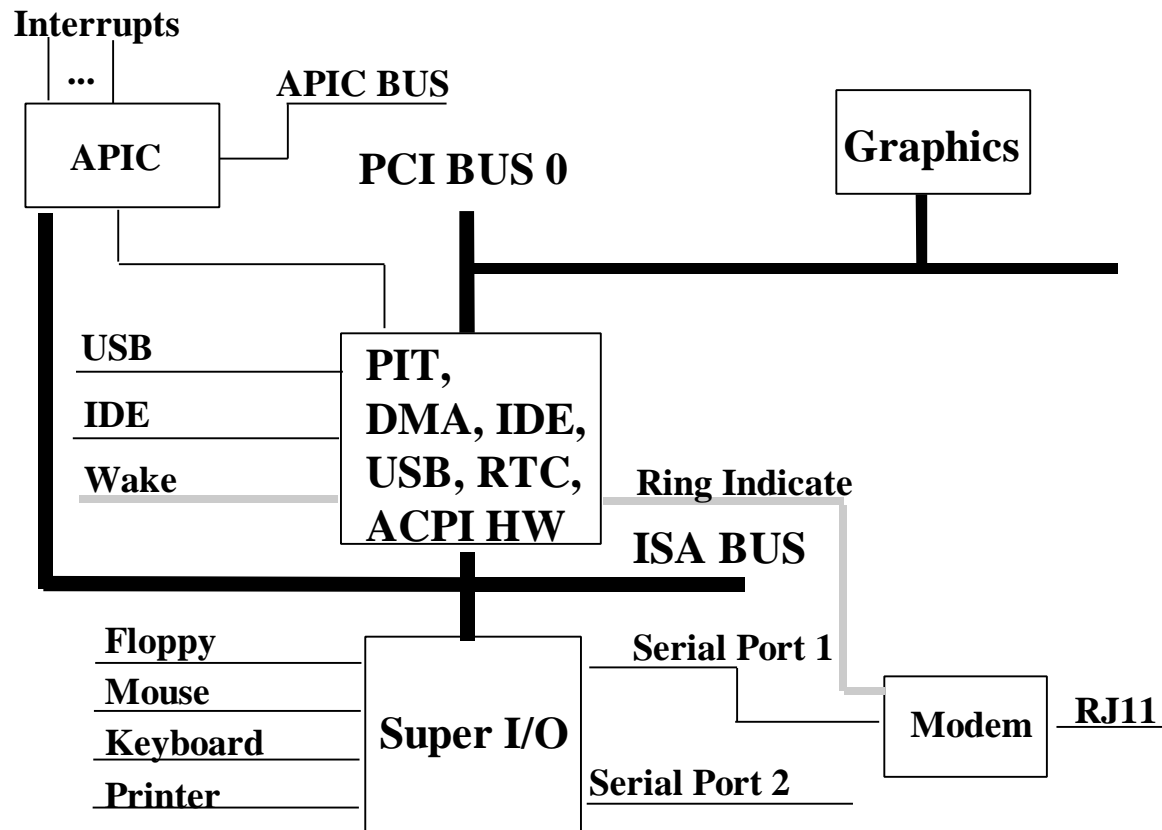 Interrupts
...
APIC BUS
APIC
PCI BUS 0
Graphics
USB
IDE
Wake
PIT,
DMA, IDE,
USB, RTC,
ACPI HW
Ring Indicate
ISA BUS
Floppy
Mouse
Keyboard
Printer
Super I/O
Serial Port 1
Serial Port 2
Modem
RJ11